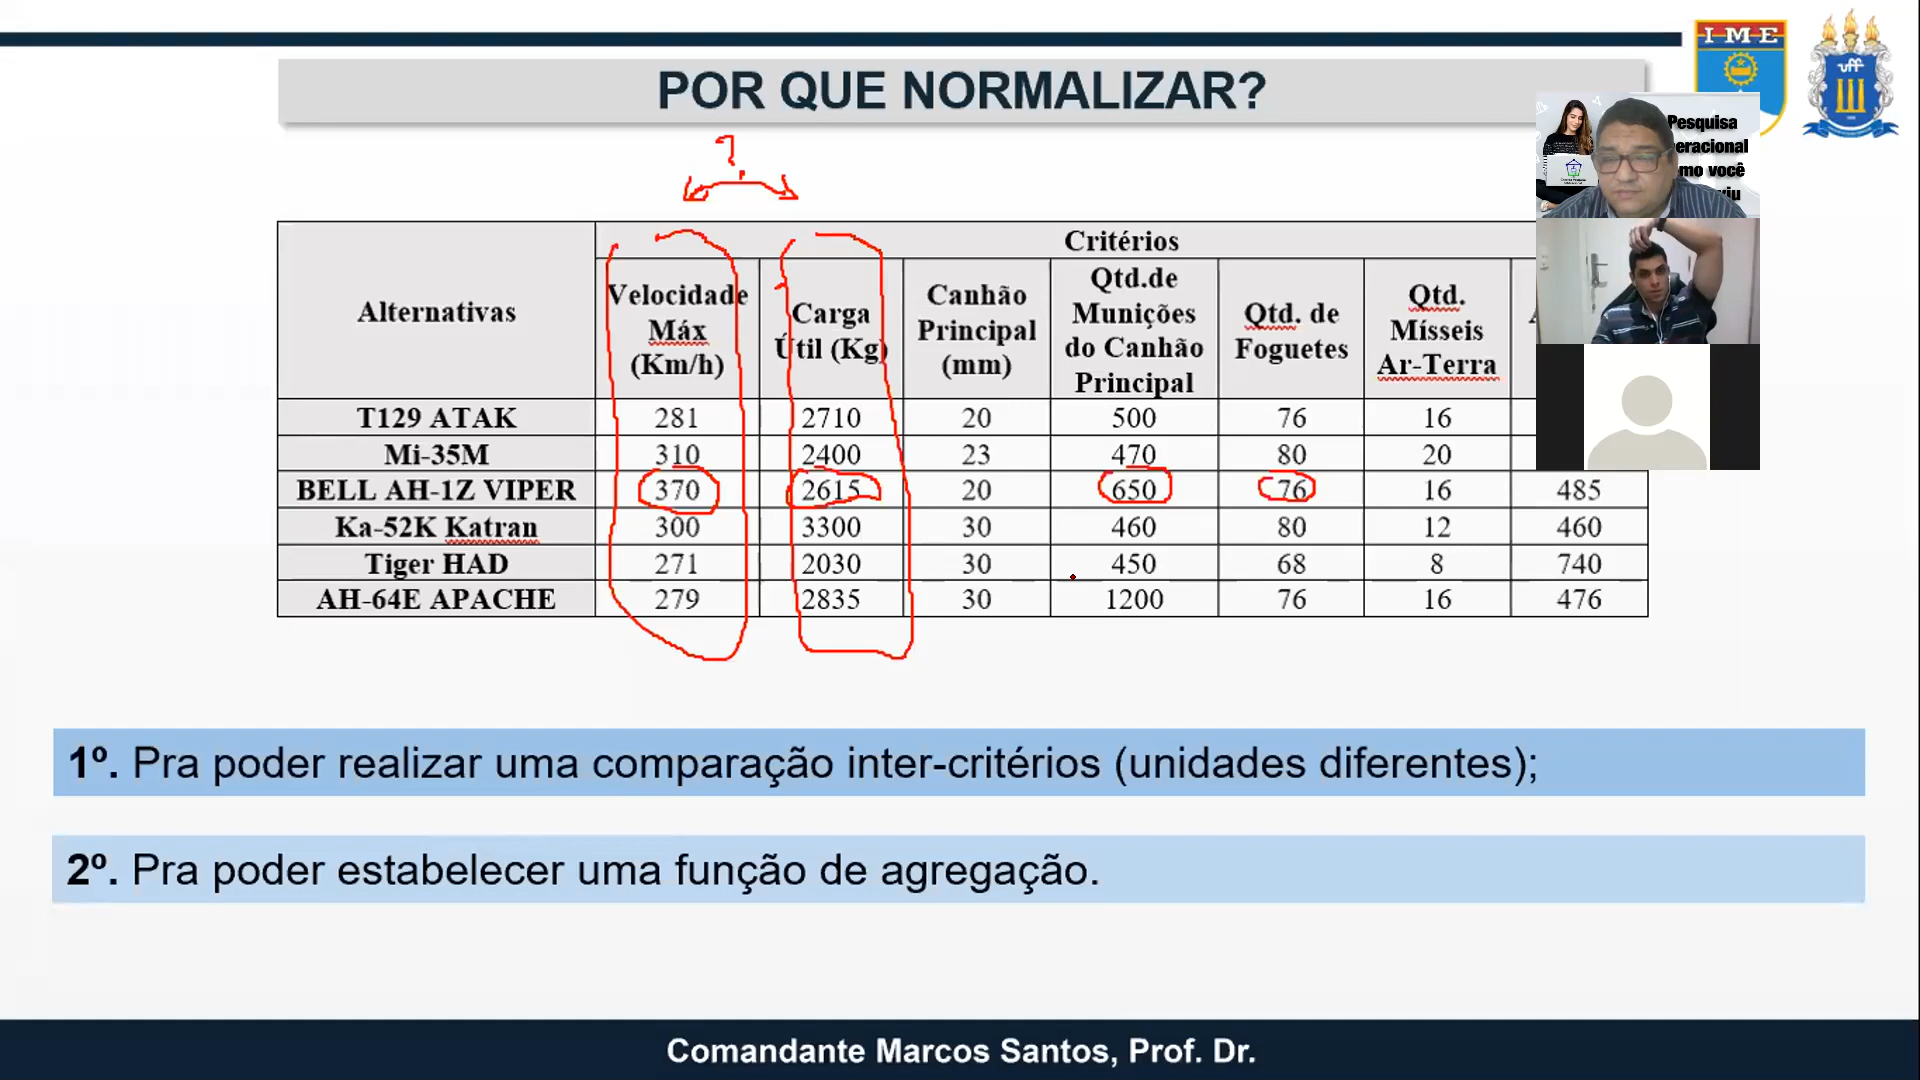 I M E
uff
POR QUE NORMALIZAR?
?
Pesquisa
eracional
mo você
viu
Alternativas
Critérios
Velocidade
Máx
(Km/h)
Carga
Útil (Kg)
Canhão
Principal
(mm)
Qtd.de
Munições
do Canhão
Principal
Qtd. de
Foguetes
Qtd.
Mísseis
Ar-Terra
T129 ATAK 281 2710 20 500 76 16
Mi-35M 310 2400 23 470 80 20
BELL AH-1Z VIPER 370 2615 20 650 76 16 485
Ka-52K Katran 300 3300 30 460 80 12 460
Tiger HAD 271 2030 30 450 68 8 740
AH-64E APACHE 279 2835 30 1200 76 16 476
1º. Pra poder realizar uma comparação inter-critérios (unidades diferentes);
2º. Pra poder estabelecer uma função de agregação.
Comandante Marcos Santos, Prof. Dr.